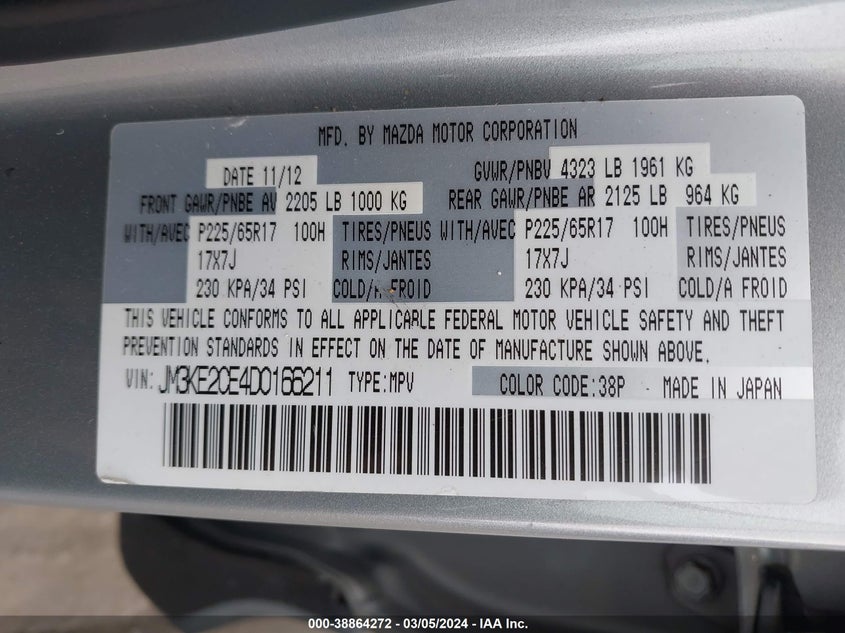 MFD. BY MAZDA MOTOR CORPORATION
DATE 11/12 GVWR/PNBV 4323 LB 1961 KG
FRONT GAWR/PNBE AV 2205 LB 1000 KG REAR GAWR/PNBE AR 2125 LB 964 KG
WITH/AVEC P225/65R17 100H TIRES/PNEUS WITH/AVEC P225/65R17 100H TIRES/PNEUS
17X7J RIMS/JANTES 17X7J RIMS/JANTES
230 KPA/34 PSI COLD/A FROID 230 KPA/34 PSI COLD/A FROID
THIS VEHICLE CONFORMS TO ALL APPLICABLE FEDERAL MOTOR VEHICLE SAFETY AND THEFT
PREVENTION STANDARDS IN EFFECT ON THE DATE OF MANUFACTURE SHOWN ABOVE.
VIN: JM3KE2CE4D0166211 TYPE:MPV COLOR CODE:38P MADE IN JAPAN
000-38864272 - 03/05/2024 - IAA Inc.